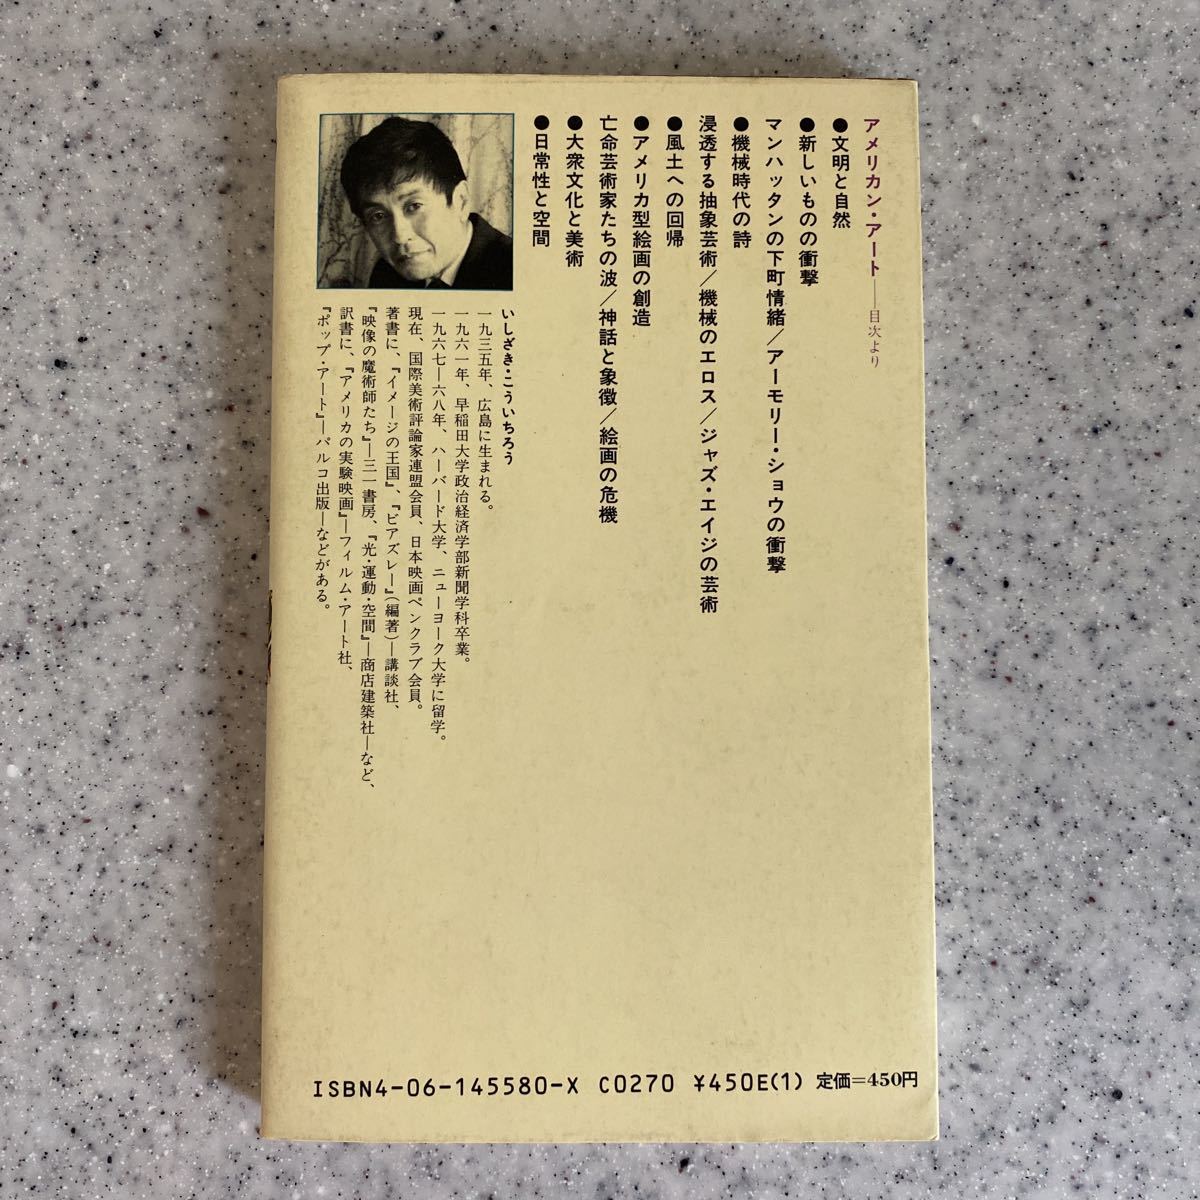 アメリカン・アート——目次より
●文明と自然
●新しいものの衝撃
マンハッタンの下町情緒／アーモリー・ショウの衝撃
●機械時代の詩
浸透する抽象芸術／機械のエロス／ジャズ・エイジの芸術
●風土への回帰
●アメリカ型絵画の創造
亡命芸術家たちの波／神話と象徴／絵画の危機
●大衆文化と美術
●日常性と空間
いしざき・こういちろう
一九三五年、広島に生まれる。
一九六一年、早稲田大学政治経済学部新聞学科卒業。
一九六七—六八年、ハーバード大学、ニューヨーク大学に留学。
現在、国際美術評論家連盟会員、日本映画ペンクラブ会員。
著書に、『イメージの王国』、『ビアズレー』（編著）—講談社、
『映像の魔術師たち』—三一書房、『光・運動・空間』—商店建築社—など、
訳書に、『アメリカの実験映画』—フィルム・アート社、
『ポップ・アート』—パルコ出版—などがある。
ISBN4-06-145580-X C0270 ¥450E(1) 定価=450円